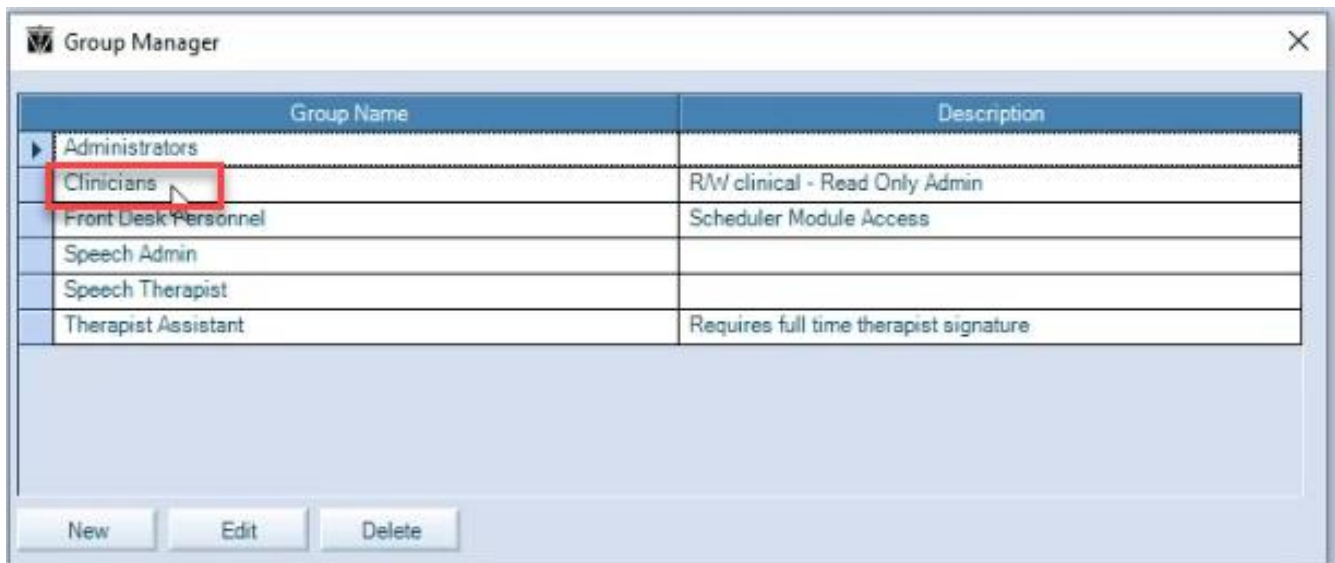 Group Manager
Group Name Description
Administrators
Clinicians R/W clinical - Read Only Admin
Front Desk Personnel Scheduler Module Access
Speech Admin
Speech Therapist
Therapist Assistant Requires full time therapist signature
New Edit Delete